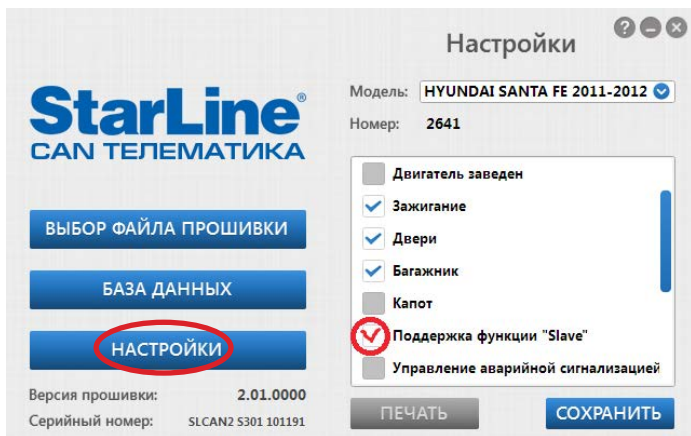 Настройки
StarLine®
CAN ТЕЛЕМАТИКА
ВЫБОР ФАЙЛА ПРОШИВКИ
БАЗА ДАННЫХ
НАСТРОЙКИ
Версия прошивки: 2.01.0000
Серийный номер: SLCAN2 S301 101191
Модель: HYUNDAI SANTA FE 2011-2012
Номер: 2641
Двигатель заведен
Зажигание
Двери
Багажник
Капот
Поддержка функции "Slave"
Управление аварийной сигнализацией
ПЕЧАТЬ
СОХРАНИТЬ